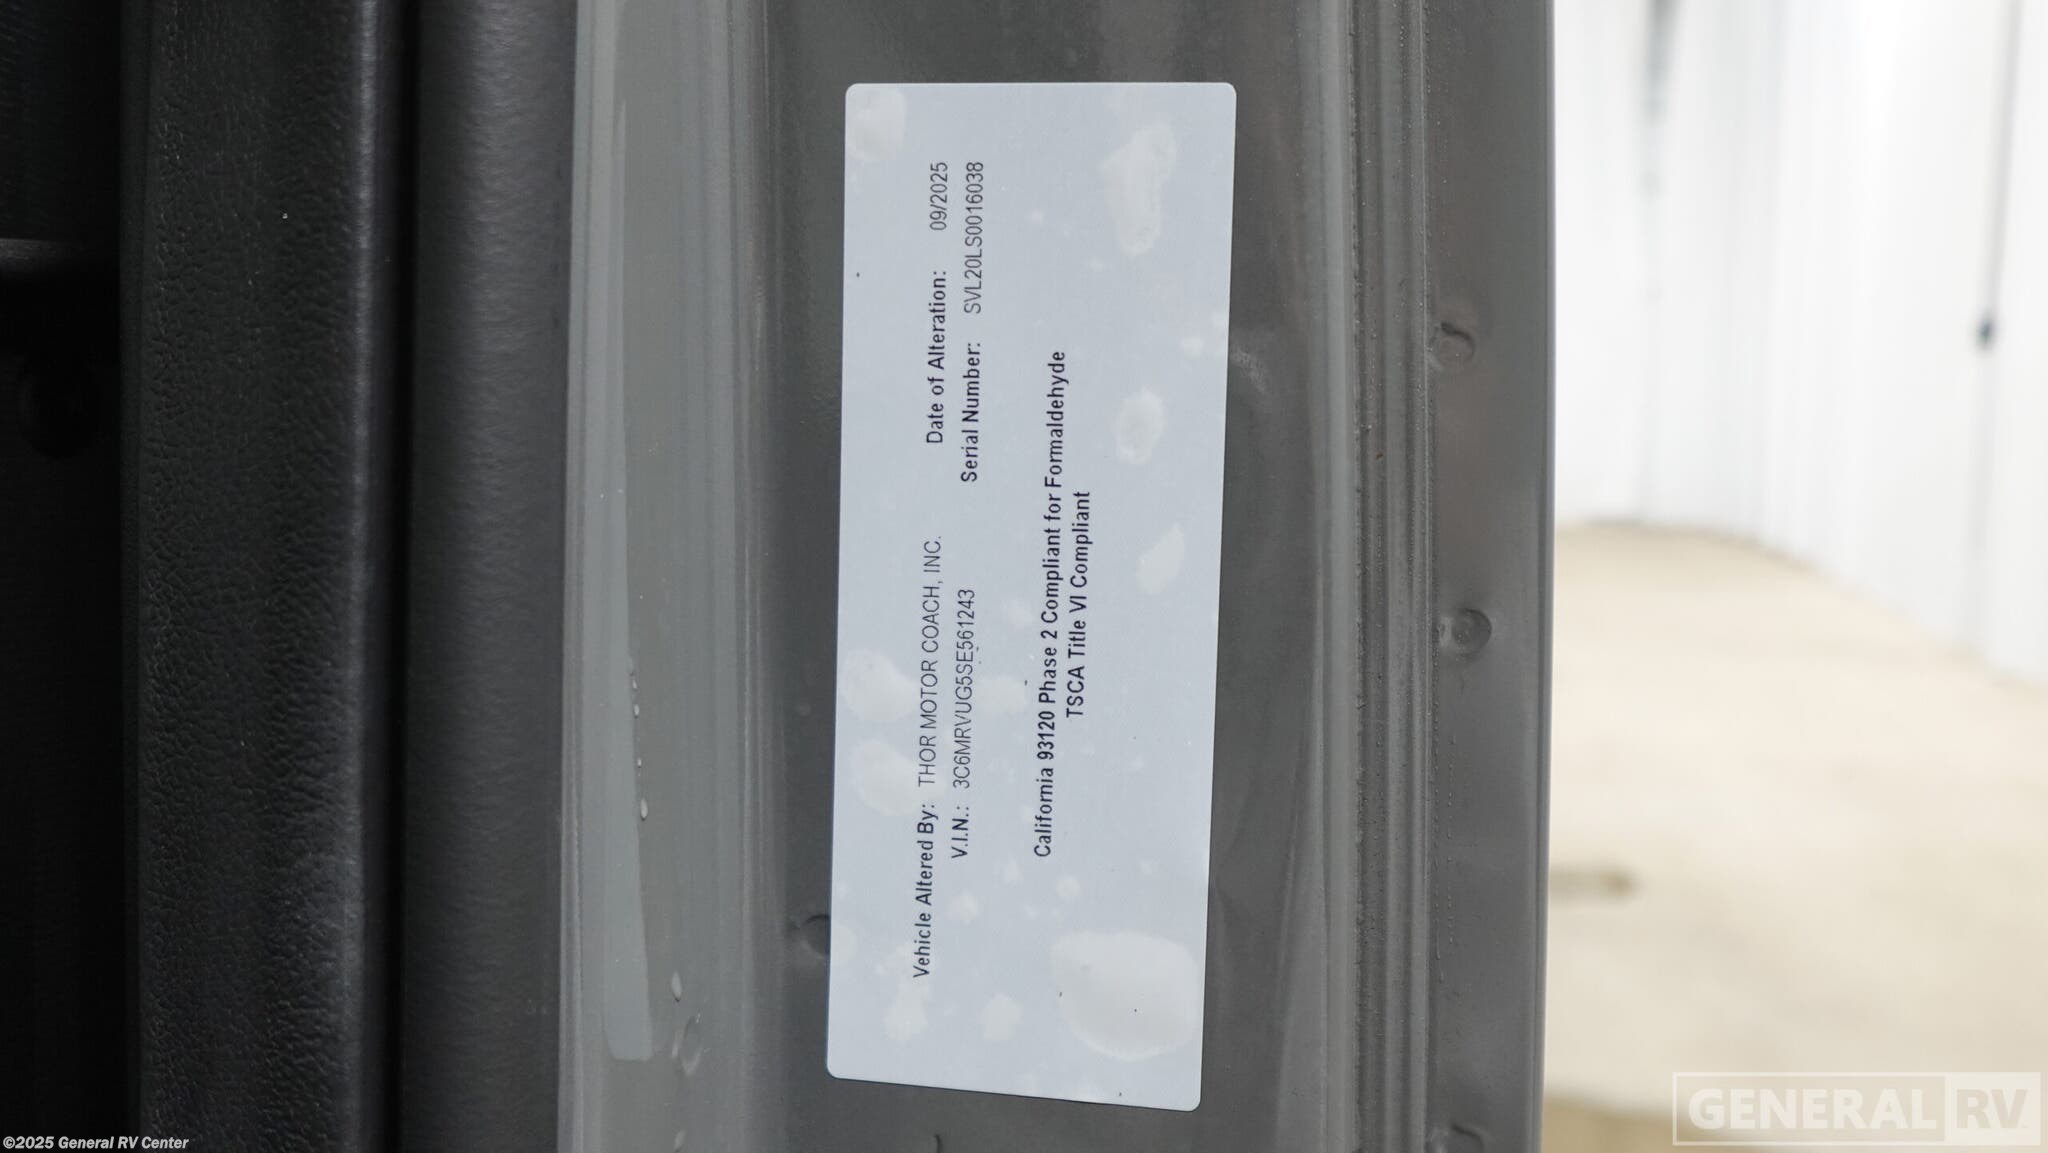 Vehicle Altered By: THOR MOTOR COACH, INC. Date of Alteration: 09/2025
V.I.N.: 3C6MRVUG5SE561243 Serial Number: SVL20LS0016038
California 93120 Phase 2 Compliant for Formaldehyde
TSCA Title VI Compliant
©2025 General RV Center
GENERAL RV